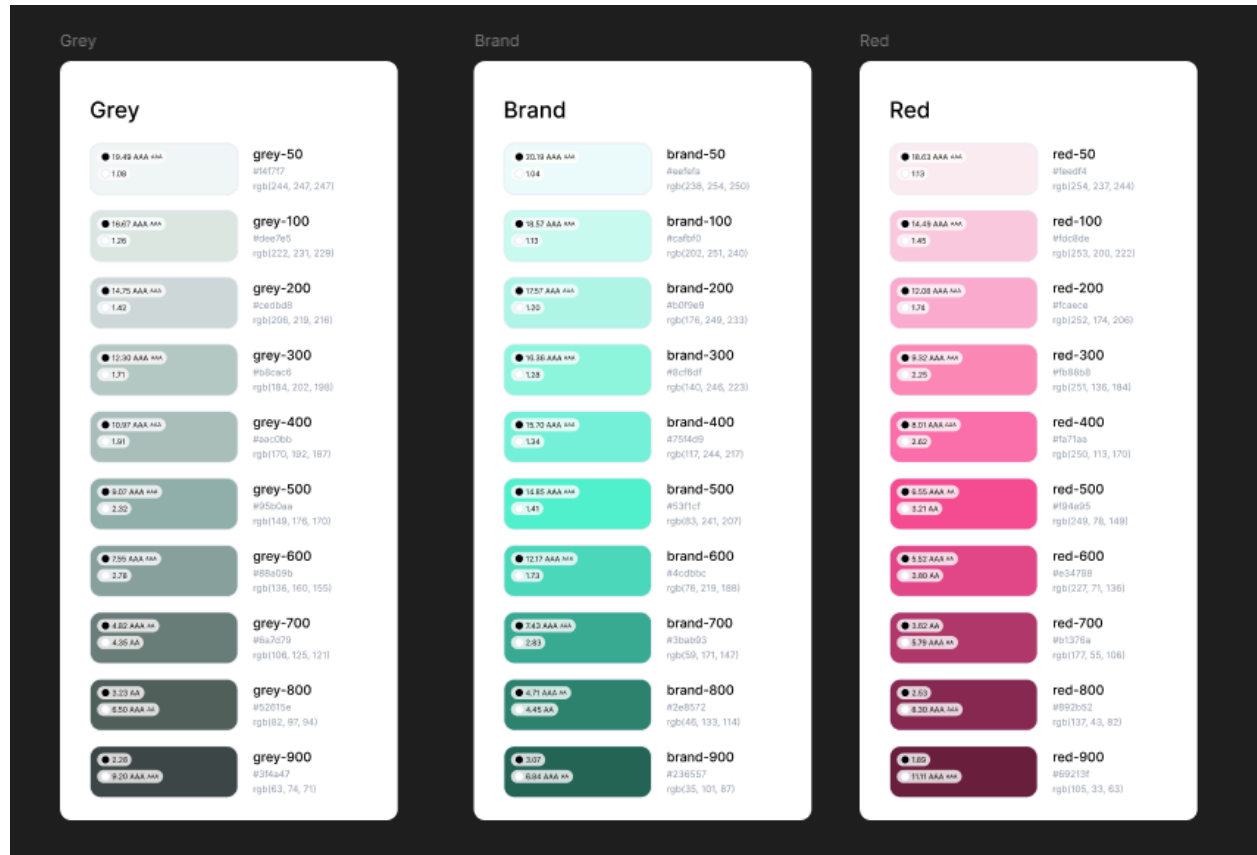 Grey
Grey
19.49 AAA AAA
1.08
grey-50
#f4f7f7
rgb(244, 247, 247)
16.67 AAA AAA
1.26
grey-100
#dee7e5
rgb(222, 231, 229)
14.75 AAA AAA
1.42
grey-200
#cedbd8
rgb(206, 219, 216)
12.30 AAA AAA
1.71
grey-300
#b8cac6
rgb(184, 202, 198)
10.97 AAA AAA
1.91
grey-400
#aac0bb
rgb(170, 192, 187)
9.07 AAA AAA
2.32
grey-500
#95b0aa
rgb(149, 176, 170)
7.55 AAA AAA
2.78
grey-600
#88a09b
rgb(136, 160, 155)
4.82 AAA AA
4.35 AA
grey-700
#6a7d79
rgb(106, 125, 121)
3.23 AA
6.50 AAA AA
grey-800
#52615e
rgb(82, 97, 94)
2.28
9.20 AAA AAA
grey-900
#3f4a47
rgb(63, 74, 71)
Brand
Brand
20.19 AAA AAA
1.04
brand-50
#eefefa
rgb(238, 254, 250)
18.57 AAA AAA
1.13
brand-100
#cafbf0
rgb(202, 251, 240)
17.57 AAA AAA
1.20
brand-200
#b0f9e9
rgb(176, 249, 233)
16.36 AAA AAA
1.28
brand-300
#8cf6df
rgb(140, 246, 223)
15.70 AAA AAA
1.34
brand-400
#75f4d9
rgb(117, 244, 217)
14.85 AAA AAA
1.41
brand-500
#53f1cf
rgb(83, 241, 207)
12.17 AAA AAA
1.73
brand-600
#4cdbbc
rgb(76, 219, 188)
7.43 AAA AAA
2.83
brand-700
#3bab93
rgb(59, 171, 147)
4.71 AAA AA
4.45 AA
brand-800
#2e8572
rgb(46, 133, 114)
3.07
6.84 AAA AA
brand-900
#236557
rgb(35, 101, 87)
Red
Red
18.63 AAA AAA
1.13
red-50
#feedf4
rgb(254, 237, 244)
14.49 AAA AAA
1.45
red-100
#fdc8de
rgb(253, 200, 222)
12.08 AAA AAA
1.74
red-200
#fcaece
rgb(252, 174, 206)
9.32 AAA AAA
2.25
red-300
#fb88b8
rgb(251, 136, 184)
8.01 AAA AAA
2.62
red-400
#fa71aa
rgb(250, 113, 170)
6.55 AAA AA
3.21 AA
red-500
#f94e95
rgb(249, 78, 149)
5.52 AAA AA
3.80 AA
red-600
#e34788
rgb(227, 71, 136)
3.62 AA
5.79 AAA AA
red-700
#b1376a
rgb(177, 55, 106)
2.53
8.30 AAA AAA
red-800
#892b52
rgb(137, 43, 82)
1.89
11.11 AAA AAA
red-900
#69213f
rgb(105, 33, 63)